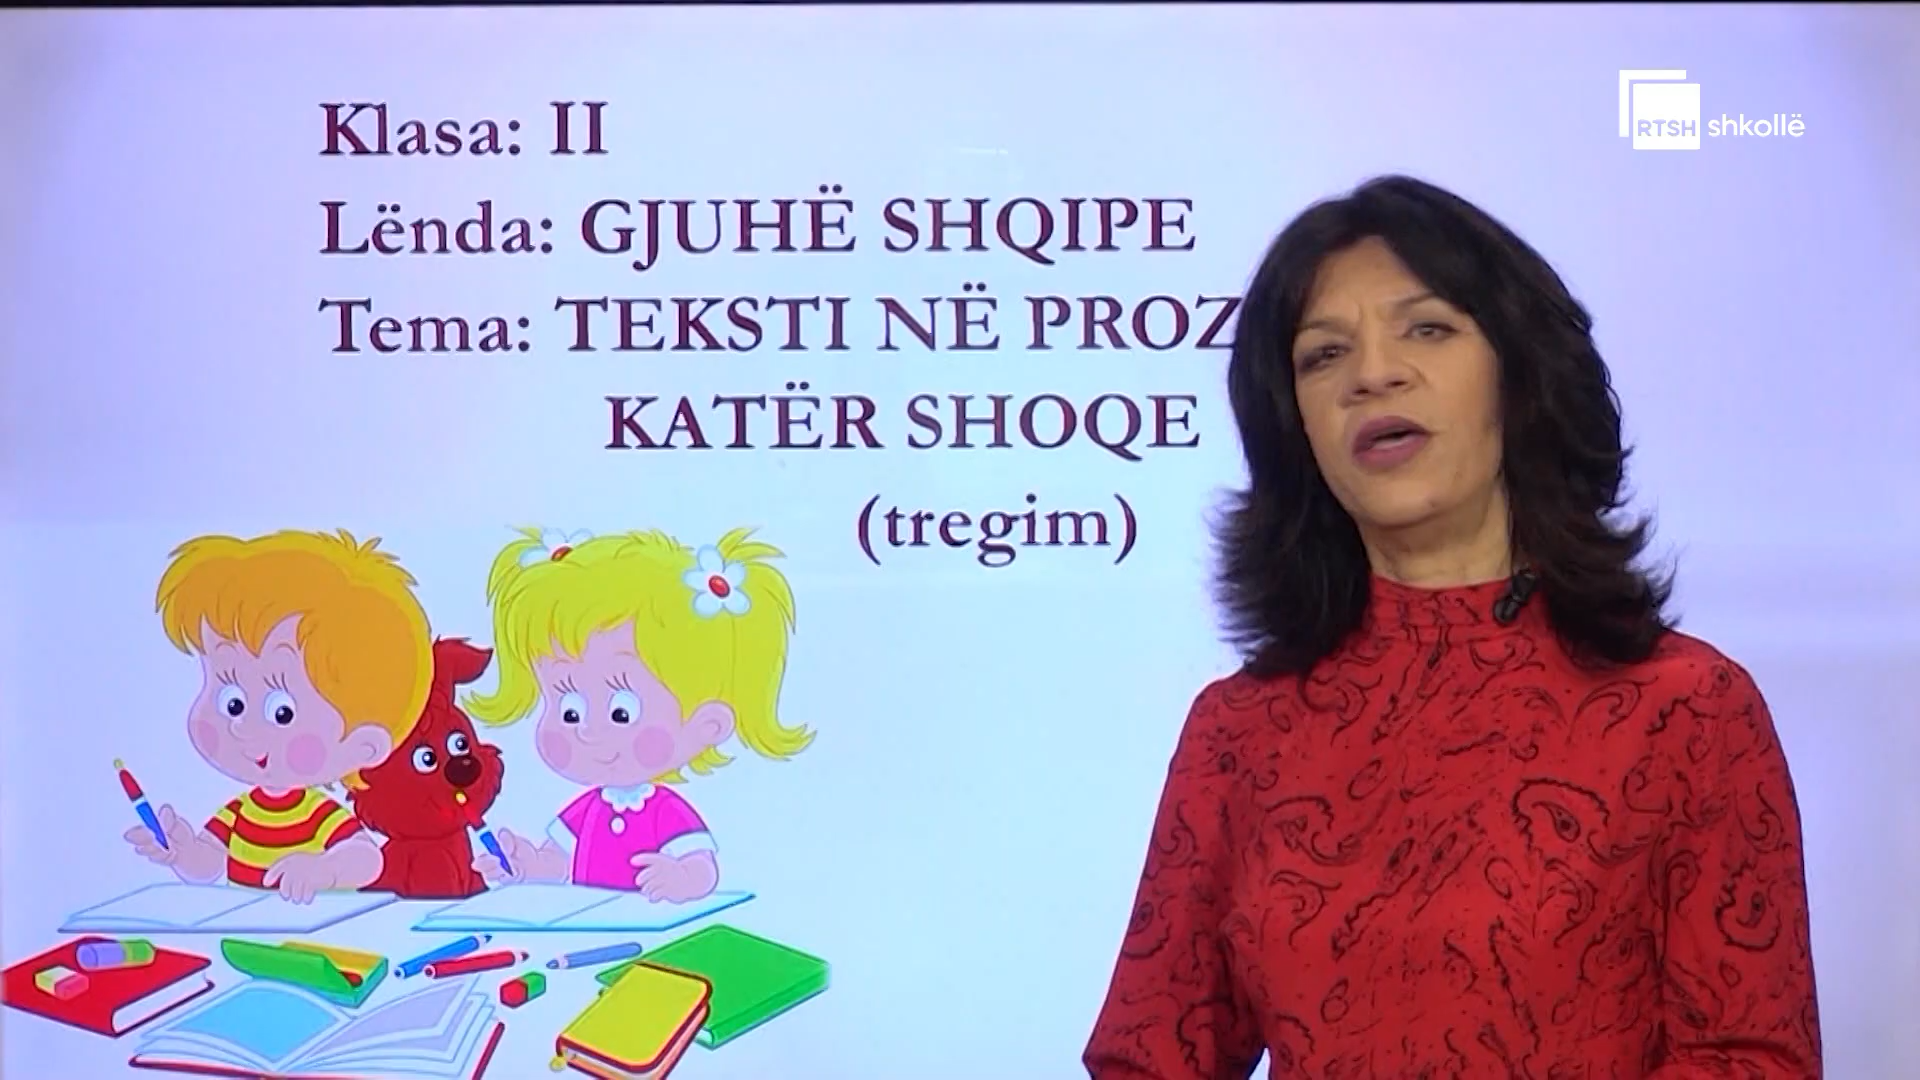 Klasa: II
Lënda: GJUHË SHQIPE
Tema: TEKSTI NË PROZ
KATËR SHOQE
(tregim)
RTSH shkollë